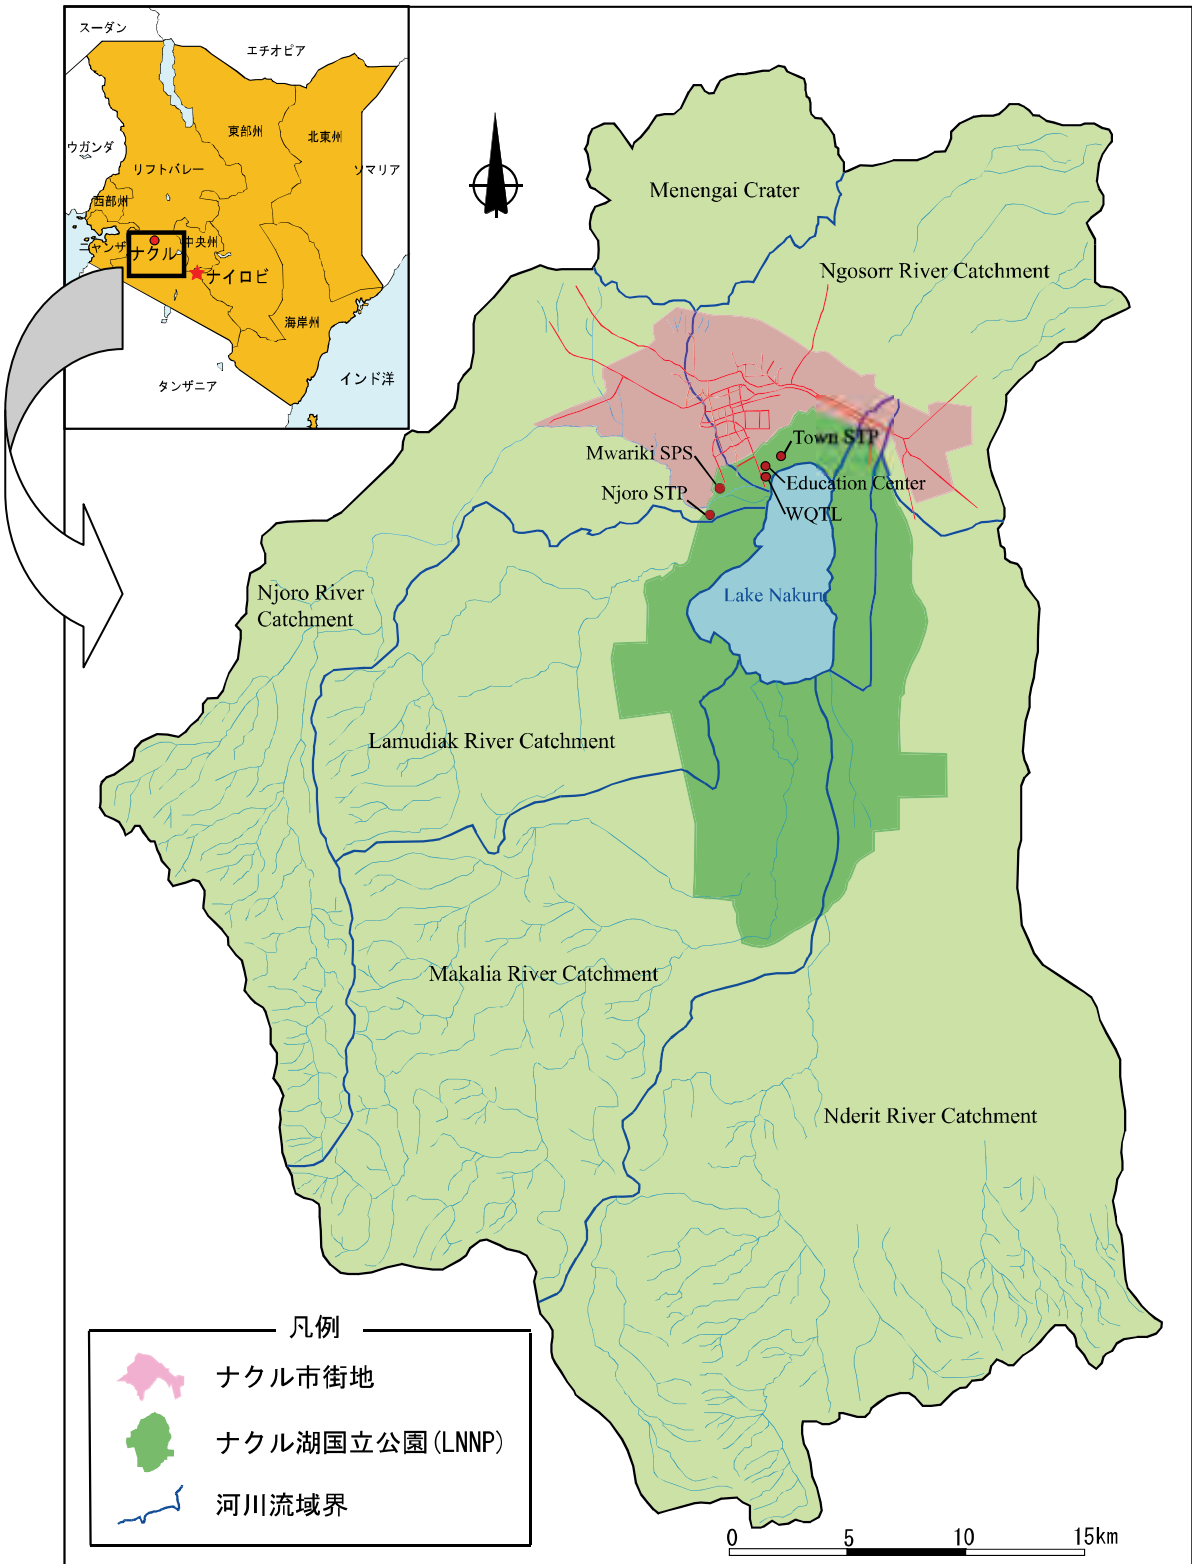 スーダン
エチオピア
東部州
北東州
ウガンダ
リフトバレー
ソマリア
西部州
ニャンザ
ナクル
中央州
ナイロビ
海岸州
タンザニア
インド洋
Menengai Crater
Ngosorr River Catchment
Town STP
Mwariki SPS
Education Center
Njoro STP
WQTL
Njoro River
Catchment
Lake Nakuru
Lamudiak River Catchment
Makalia River Catchment
Nderit River Catchment
凡例
ナクル市街地
ナクル湖国立公園(LNNP)
河川流域界
0 5 10 15km